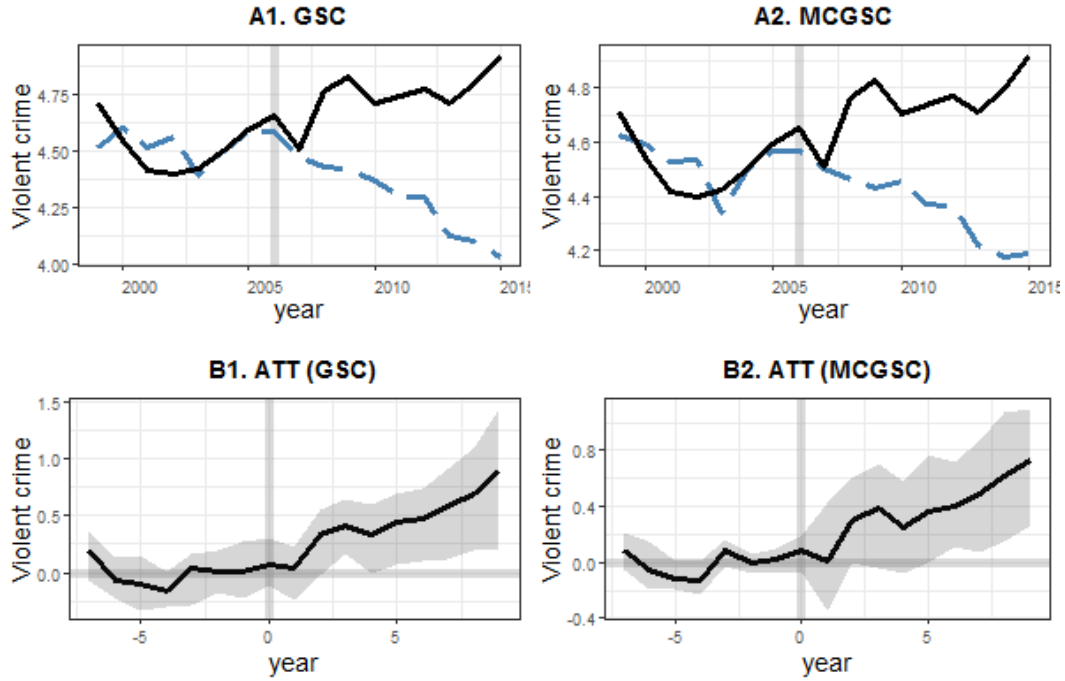 A1. GSC
Violent crime
4.75
4.50
4.25
4.00
2000
2005
2010
2015
year
A2. MCGSC
Violent crime
4.8
4.6
4.4
4.2
2000
2005
2010
2015
year
B1. ATT (GSC)
Violent crime
1.5
1.0
0.5
0.0
-5
0
5
year
B2. ATT (MCGSC)
Violent crime
0.8
0.4
0.0
-0.4
-5
0
5
year